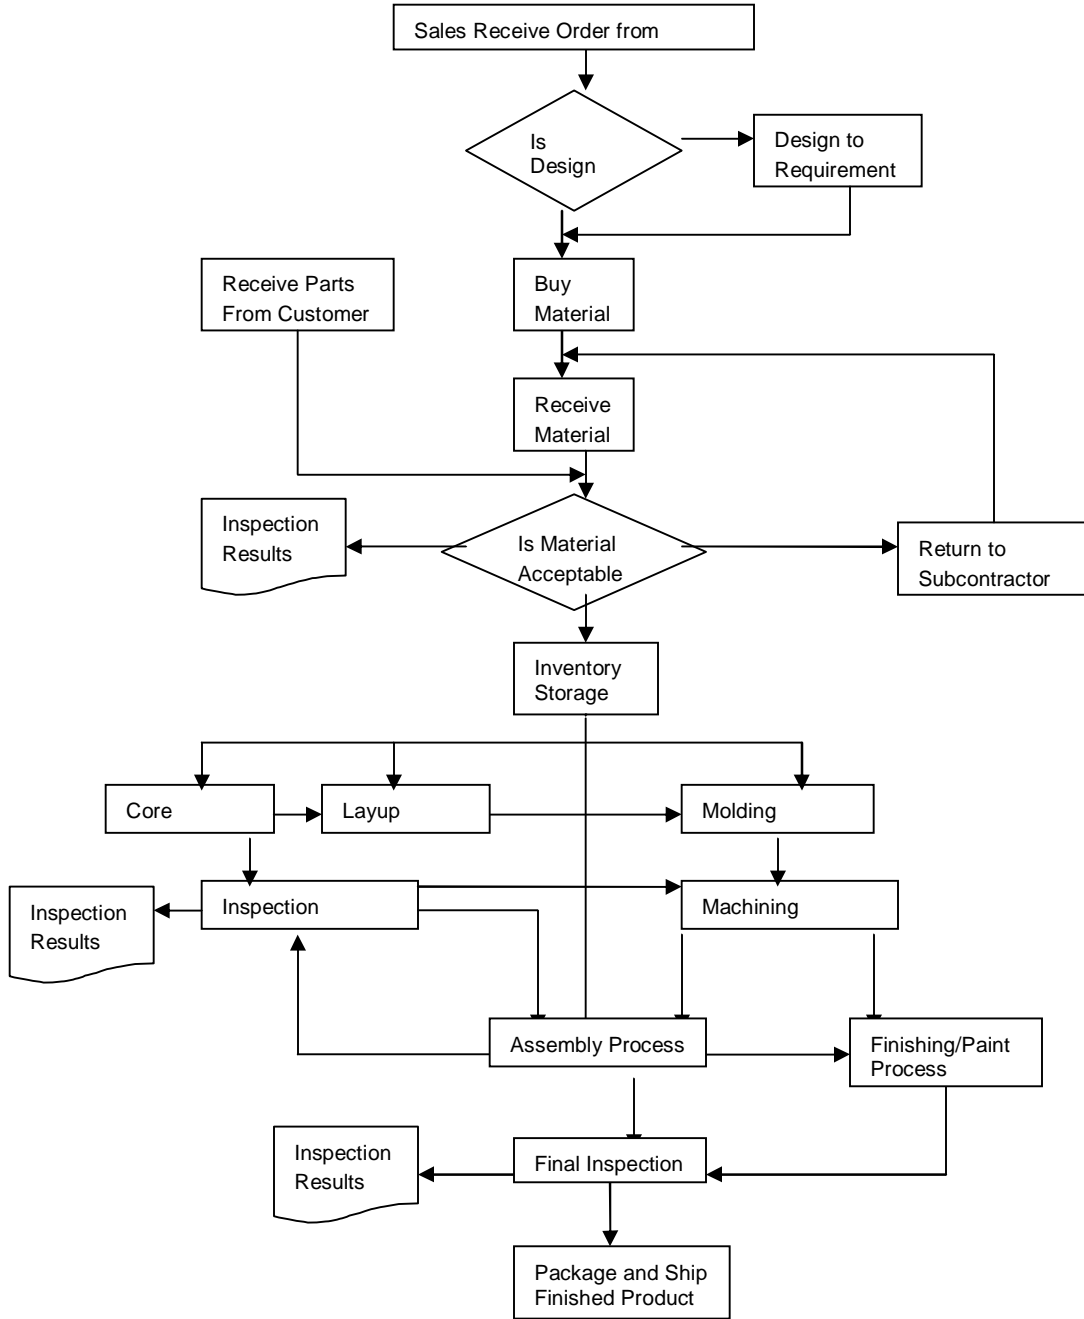 Sales Receive Order from
Is
Design
Design to
Requirement
Receive Parts
From Customer
Buy
Material
Receive
Material
Inspection
Results
Is Material
Acceptable
Return to
Subcontractor
Inventory
Storage
Core
Layup
Molding
Inspection
Results
Inspection
Machining
Assembly Process
Finishing/Paint
Process
Inspection
Results
Final Inspection
Package and Ship
Finished Product